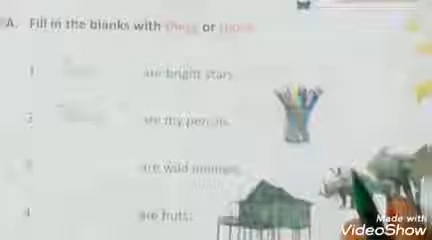 A. Fill in the blanks with these or those
1. are bright stars.
2. are my pencils.
3. are wild animals.
4. are huts.
Made with
VideoShow